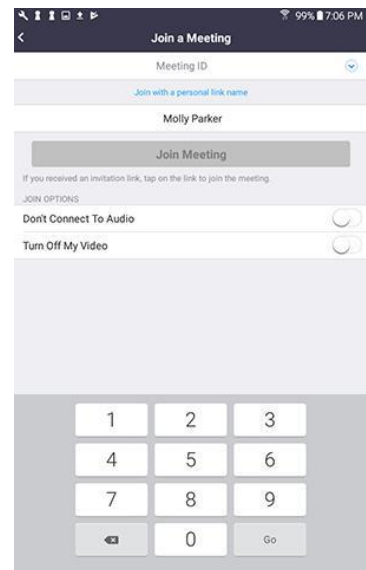 99% 7:06 PM
Join a Meeting
Meeting ID
Join with a personal link name
Molly Parker
Join Meeting
If you received an invitation link, tap on the link to join the meeting.
JOIN OPTIONS
Don't Connect To Audio
Turn Off My Video
1 2 3
4 5 6
7 8 9
0 Go